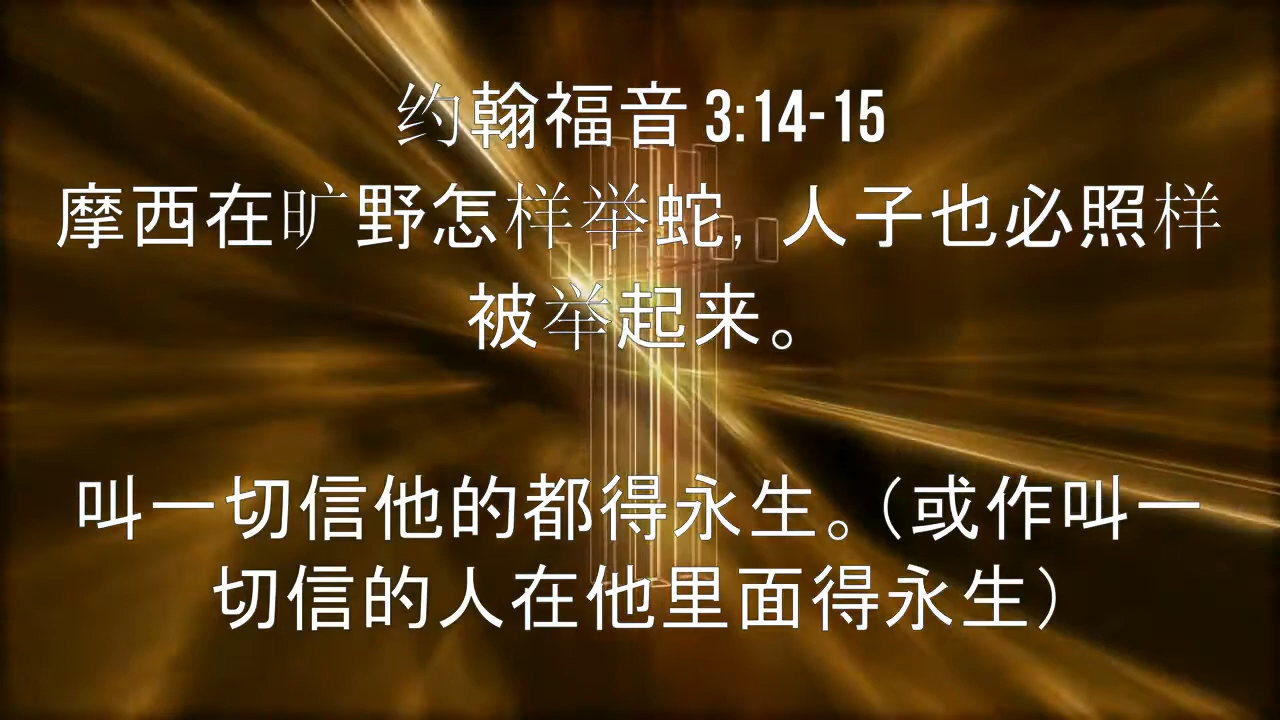 约翰福音 3:14-15
摩西在旷野怎样举蛇，人子也必照样
被举起来。
叫一切信他的都得永生。（或作叫一
切信的人在他里面得永生）